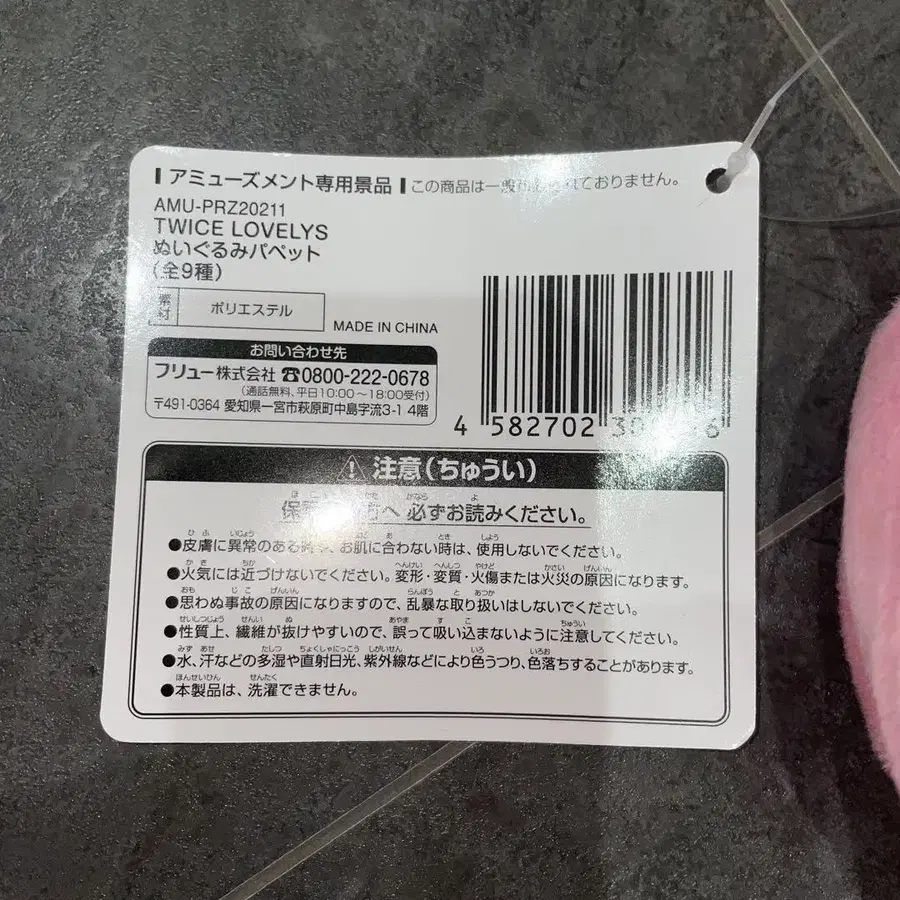 アミューズメント専用景品 この商品は一般 ておりません。
AMU-PRZ20211
TWICE LOVELYS
ぬいぐるみパペット
(全9種)
素材 ポリエステル
MADE IN CHINA
お問い合わせ先
フリュー株式会社 ☎0800-222-0678
(通話無料、平日10:00〜18:00受付)
〒491-0364 愛知県一宮市萩原町中島字流3-1 4階
4 582702
⚠ 注意(ちゅうい)
必ずお読みください。
●皮膚に異常のある お肌に合わない時は、使用しないでください。
●火気には近づけないでください。変形・変質・火傷または火災の原因になります。
●思わぬ事故の原因になりますので、乱暴な取り扱いはしないでください。
●性質上、繊維が抜けやすいので、誤って吸い込まないように注意してください。
●水、汗などの多湿や直射日光、紫外線などにより色うつり、色落ちすることがあります。
●本製品は、洗濯できません。